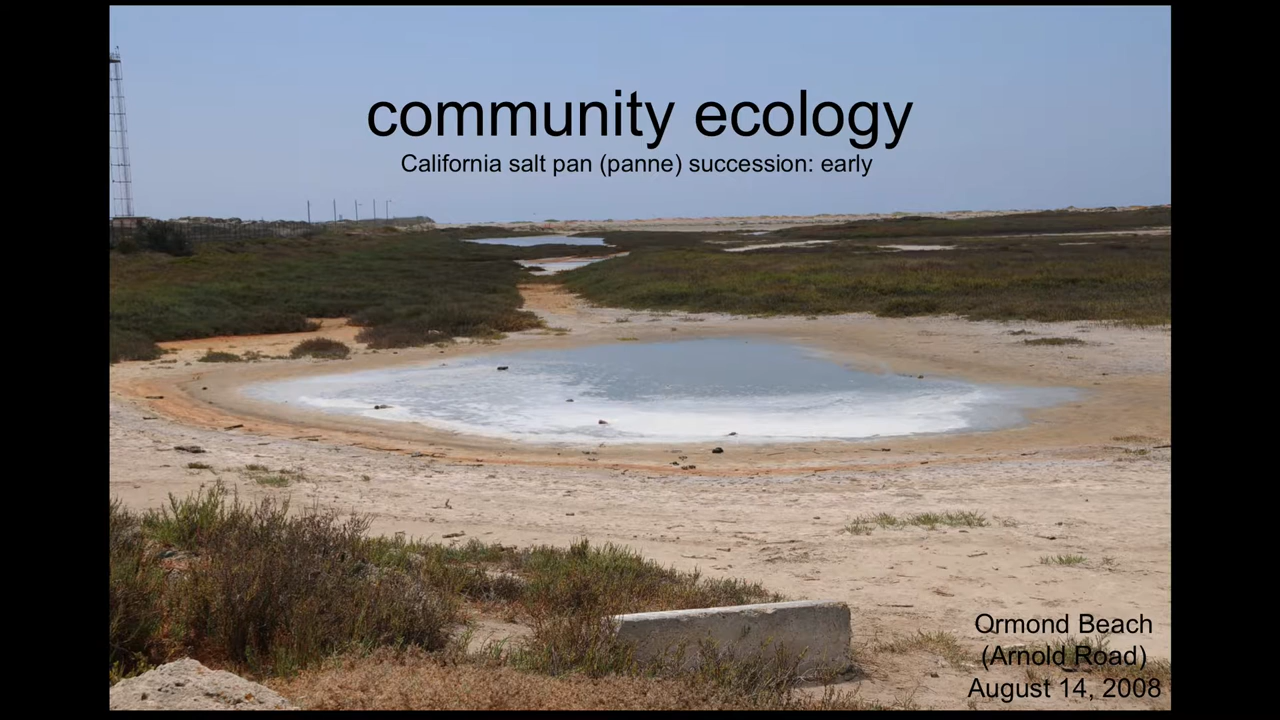 community ecology
California salt pan (panne) succession: early
Ormond Beach
(Arnold Road)
August 14, 2008